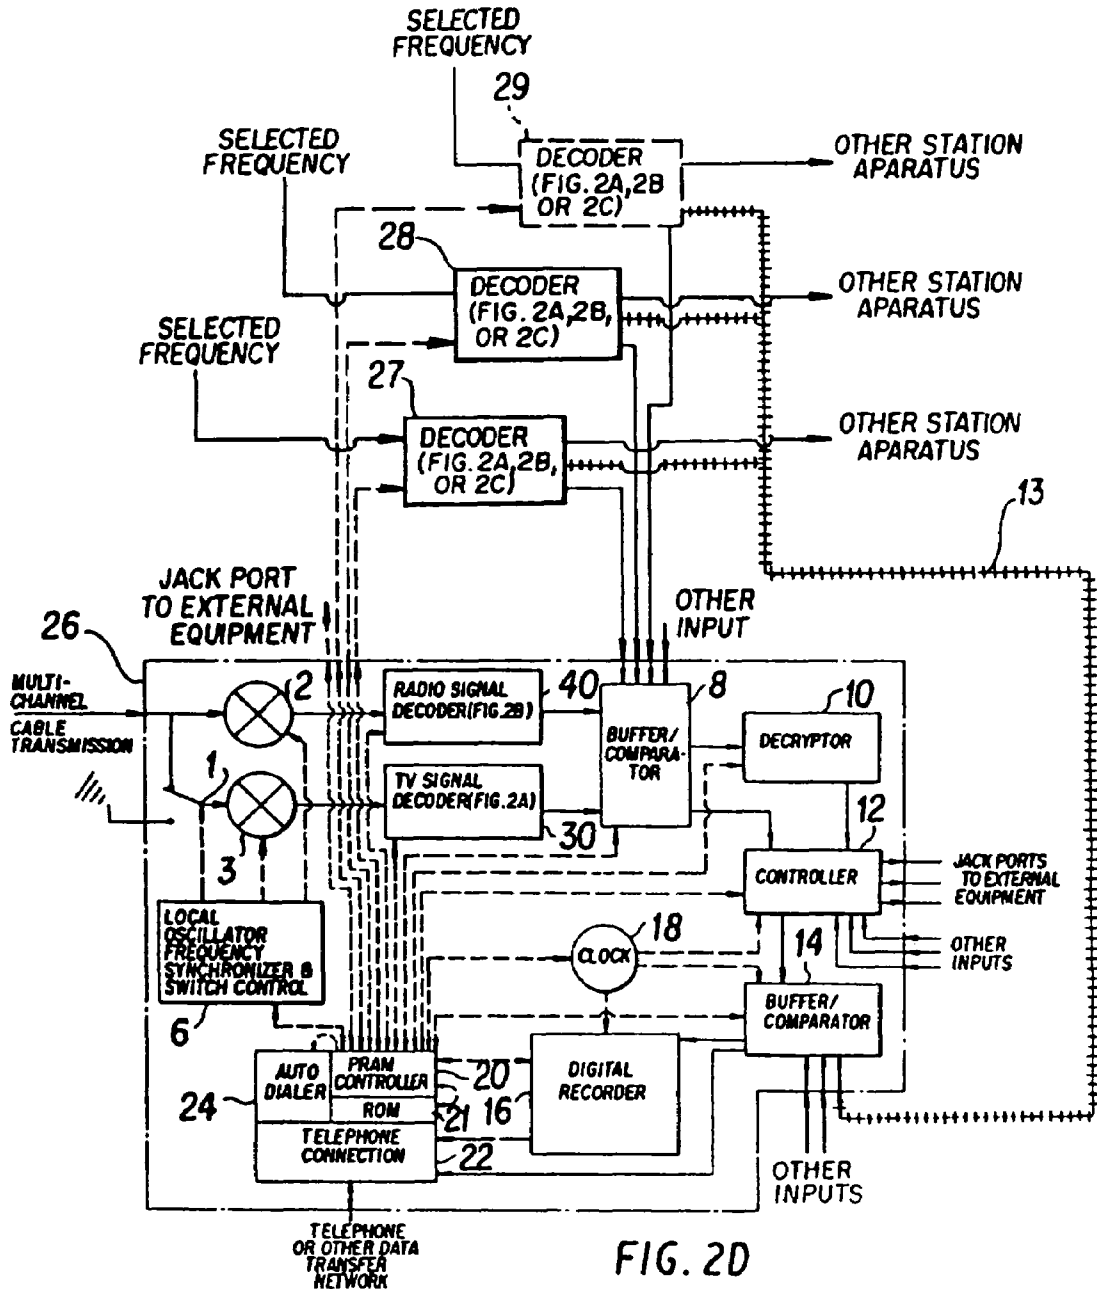 SELECTED
FREQUENCY
29
SELECTED
FREQUENCY
DECODER
(FIG. 2A, 2B
OR 2C)
OTHER STATION
APARATUS
28
DECODER
(FIG. 2A, 2B,
OR 2C)
OTHER STATION
APARATUS
SELECTED
FREQUENCY
27
DECODER
(FIG. 2A, 2B,
OR 2C)
OTHER STATION
APARATUS
13
JACK PORT
TO EXTERNAL
EQUIPMENT
OTHER
INPUT
26
MULTI-
CHANNEL
CABLE
TRANSMISSION
2
RADIO SIGNAL
DECODER(FIG.2B)
40
8
BUFFER/
COMPARA-
TOR
10
DECRYPTOR
1
3
TV SIGNAL
DECODER(FIG.2A)
30
12
CONTROLLER
JACK PORTS
TO EXTERNAL
EQUIPMENT
LOCAL
OSCILLATOR
FREQUENCY
SYNCHRONIZER &
SWITCH CONTROL
6
18
CLOCK
14
OTHER
INPUTS
BUFFER/
COMPARATOR
AUTO
DIALER
24
PRAM
CONTROLLER
20
ROM
21
16
DIGITAL
RECORDER
TELEPHONE
CONNECTION
22
OTHER
INPUTS
TELEPHONE
OR OTHER DATA
TRANSFER
NETWORK
FIG. 2D